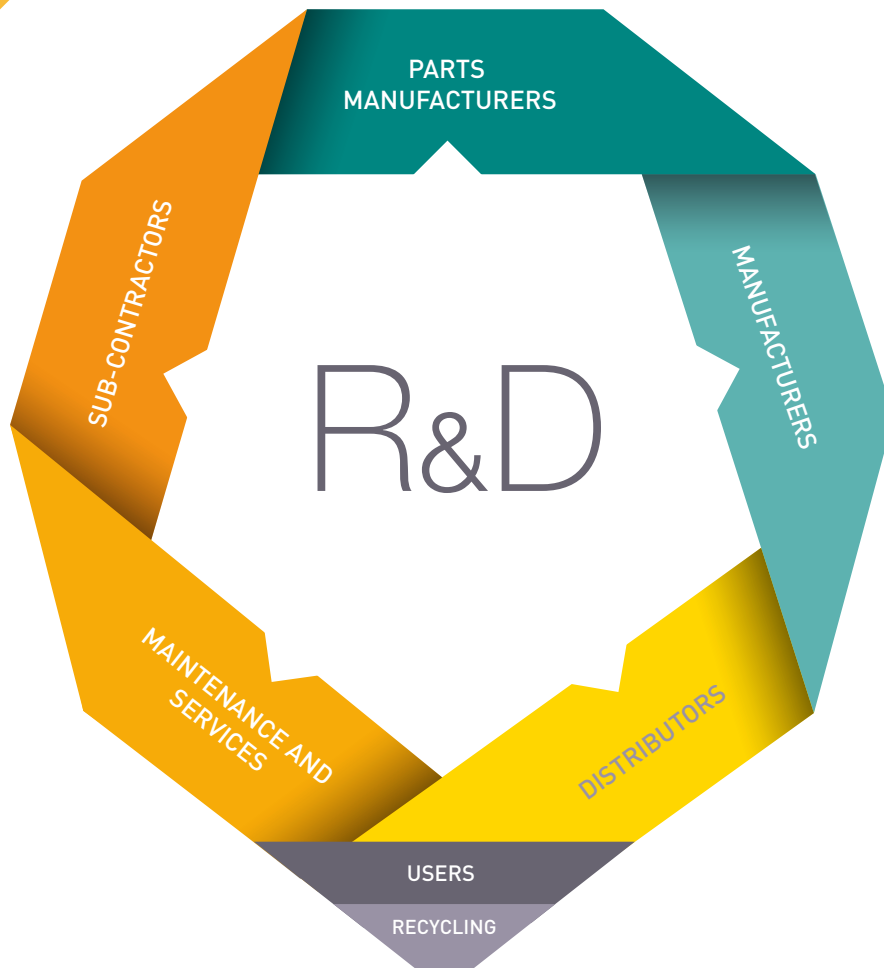 PARTS
MANUFACTURERS
SUB-CONTRACTORS
MANUFACTURERS
R&D
MAINTENANCE AND
SERVICES
DISTRIBUTORS
USERS
RECYCLING